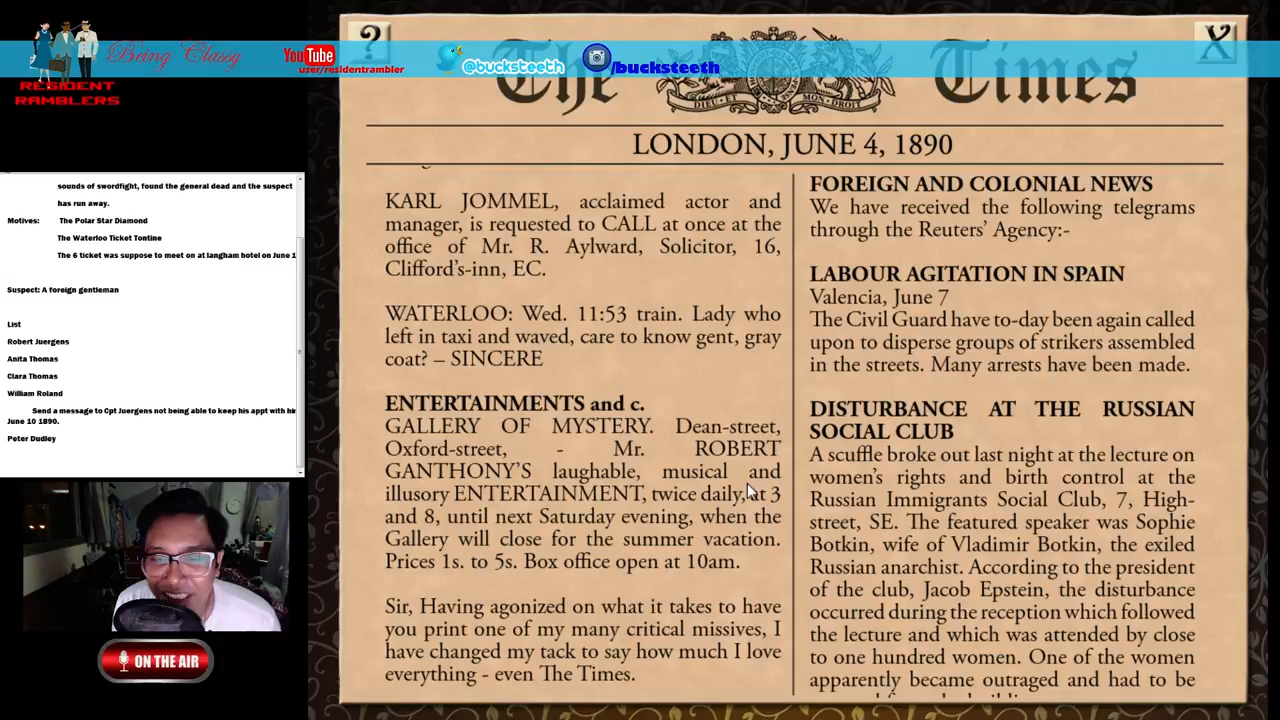 Being Classy
RESIDENT
RAMBLERS
YouTube
user/residentrambler
@bucksteeth
/bucksteeth
sounds of swordfight, found the general dead and the suspect
has run away.
Motives: The Polar Star Diamond
The Waterloo Ticket Tontine
The 6 ticket was suppose to meet on at langham hotel on June 1
Suspect: A foreign gentleman
List
Robert Juergens
Anita Thomas
Clara Thomas
William Roland
Send a message to Cpt Juergens not being able to keep his appt with hi
June 10 1890.
Peter Dudley
ON THE AIR
?
X
The Times
DIEU ET MON DROIT
LONDON, JUNE 4, 1890
KARL JOMMEL, acclaimed actor and
manager, is requested to CALL at once at the
office of Mr. R. Aylward, Solicitor, 16,
Clifford's-inn, EC.
WATERLOO: Wed. 11:53 train. Lady who
left in taxi and waved, care to know gent, gray
coat? – SINCERE
ENTERTAINMENTS and c.
GALLERY OF MYSTERY. Dean-street,
Oxford-street, - Mr. ROBERT
GANTHONY'S laughable, musical and
illusory ENTERTAINMENT, twice daily, at 3
and 8, until next Saturday evening, when the
Gallery will close for the summer vacation.
Prices 1s. to 5s. Box office open at 10am.
Sir, Having agonized on what it takes to have
you print one of my many critical missives, I
have changed my tack to say how much I love
everything - even The Times.
FOREIGN AND COLONIAL NEWS
We have received the following telegrams
through the Reuters' Agency:-
LABOUR AGITATION IN SPAIN
Valencia, June 7
The Civil Guard have to-day been again called
upon to disperse groups of strikers assembled
in the streets. Many arrests have been made.
DISTURBANCE AT THE RUSSIAN
SOCIAL CLUB
A scuffle broke out last night at the lecture on
women's rights and birth control at the
Russian Immigrants Social Club, 7, High-
street, SE. The featured speaker was Sophie
Botkin, wife of Vladimir Botkin, the exiled
Russian anarchist. According to the president
of the club, Jacob Epstein, the disturbance
occurred during the reception which followed
the lecture and which was attended by close
to one hundred women. One of the women
apparently became outraged and had to be